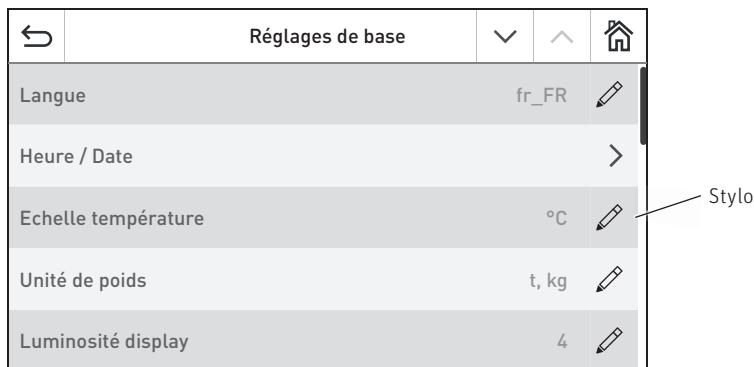 Réglages de base
Langue fr_FR
Heure / Date
Echelle température °C
Stylo
Unité de poids t, kg
Luminosité display 4